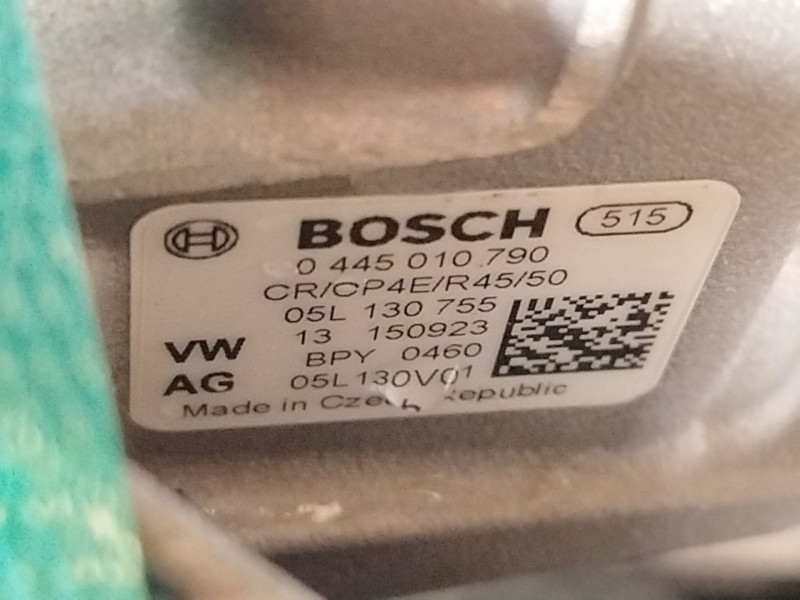 BOSCH 515
0 445 010 790
CR/CP4E/R45/50
05L 130 755
13 150923
VW BPY 0460
AG 05L130V01
Made in Czech Republic